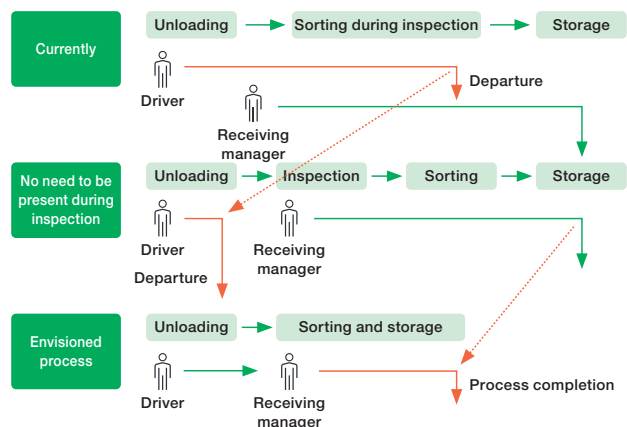 Currently
Unloading
Sorting during inspection
Storage
Driver
Departure
Receiving
manager
No need to be
present during
inspection
Unloading
Inspection
Sorting
Storage
Driver
Departure
Receiving
manager
Envisioned
process
Unloading
Sorting and storage
Driver
Receiving
manager
Process completion